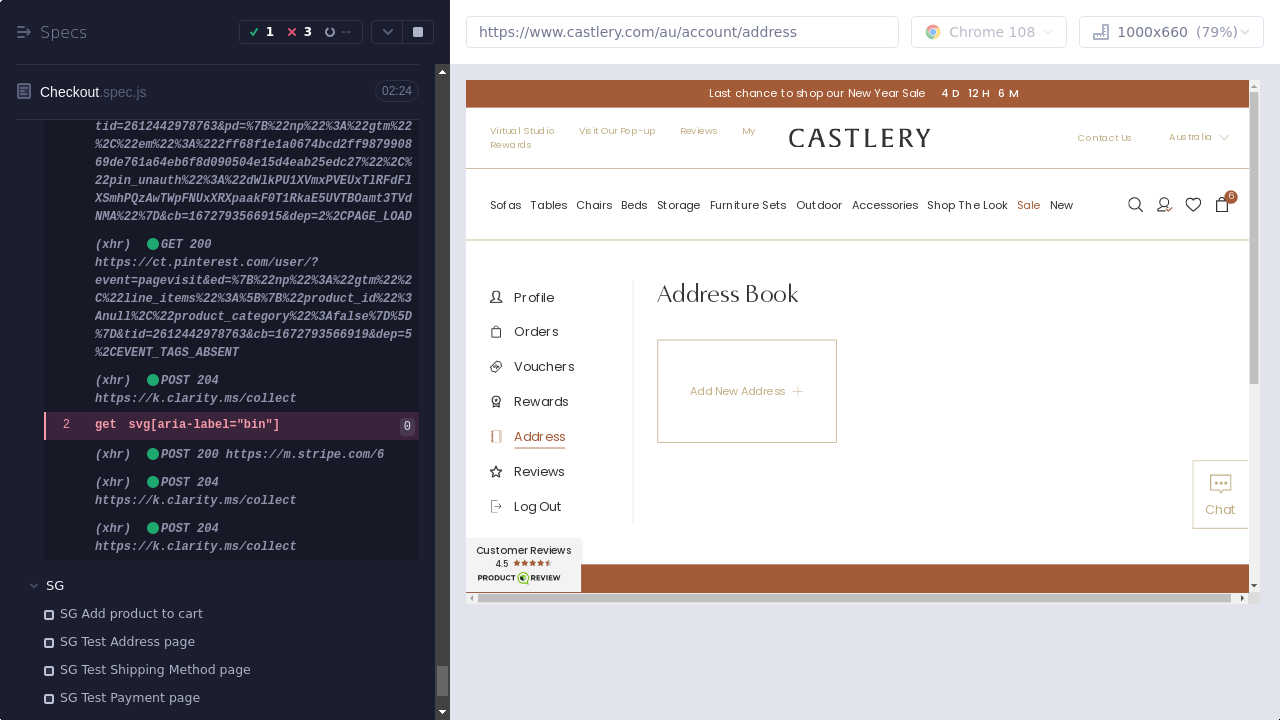 Specs
1
3
--
Checkout.spec.js
02:24
tid=2612442978763&pd=%7B%22np%22%3A%22gtm%22
%2C%22em%22%3A%222ff68f1e1a0674bcd2ff9879908
69de761a64eb6f8d090504e15d4eab25edc27%22%2C%
22pin_unauth%22%3A%22dWlkPU1XVmxPVEUxTlRFdFl
XSmhPQzAwTWpFNUxXRXpaakF0T1RkaE5UVTBOamt3TVd
NMA%22%7D&cb=1672793566915&dep=2%2CPAGE_LOAD
(xhr) GET 200
https://ct.pinterest.com/user/?
event=pagevisit&ed=%7B%22np%22%3A%22gtm%22%2
C%22line_items%22%3A%5B%7B%22product_id%22%3
Anull%2C%22product_category%22%3Afalse%7D%5D
%7D&tid=2612442978763&cb=1672793566919&dep=5
%2CEVENT_TAGS_ABSENT
(xhr) POST 204
https://k.clarity.ms/collect
2 get svg[aria-label="bin"] 0
(xhr) POST 200 https://m.stripe.com/6
(xhr) POST 204
https://k.clarity.ms/collect
(xhr) POST 204
https://k.clarity.ms/collect
SG
SG Add product to cart
SG Test Address page
SG Test Shipping Method page
SG Test Payment page
https://www.castlery.com/au/account/address
Chrome 108
1000x660 (79%)
Last chance to shop our New Year Sale 4 D 12 H 6 M
Virtual Studio Visit Our Pop-up Reviews My
Rewards
CASTLERY
Contact Us
Australia
Sofas Tables Chairs Beds Storage Furniture Sets Outdoor Accessories Shop The Look Sale New
6
Profile
Orders
Vouchers
Rewards
Address
Reviews
Log Out
Address Book
Add New Address
Chat
Customer Reviews
4.5
PRODUCT REVIEW